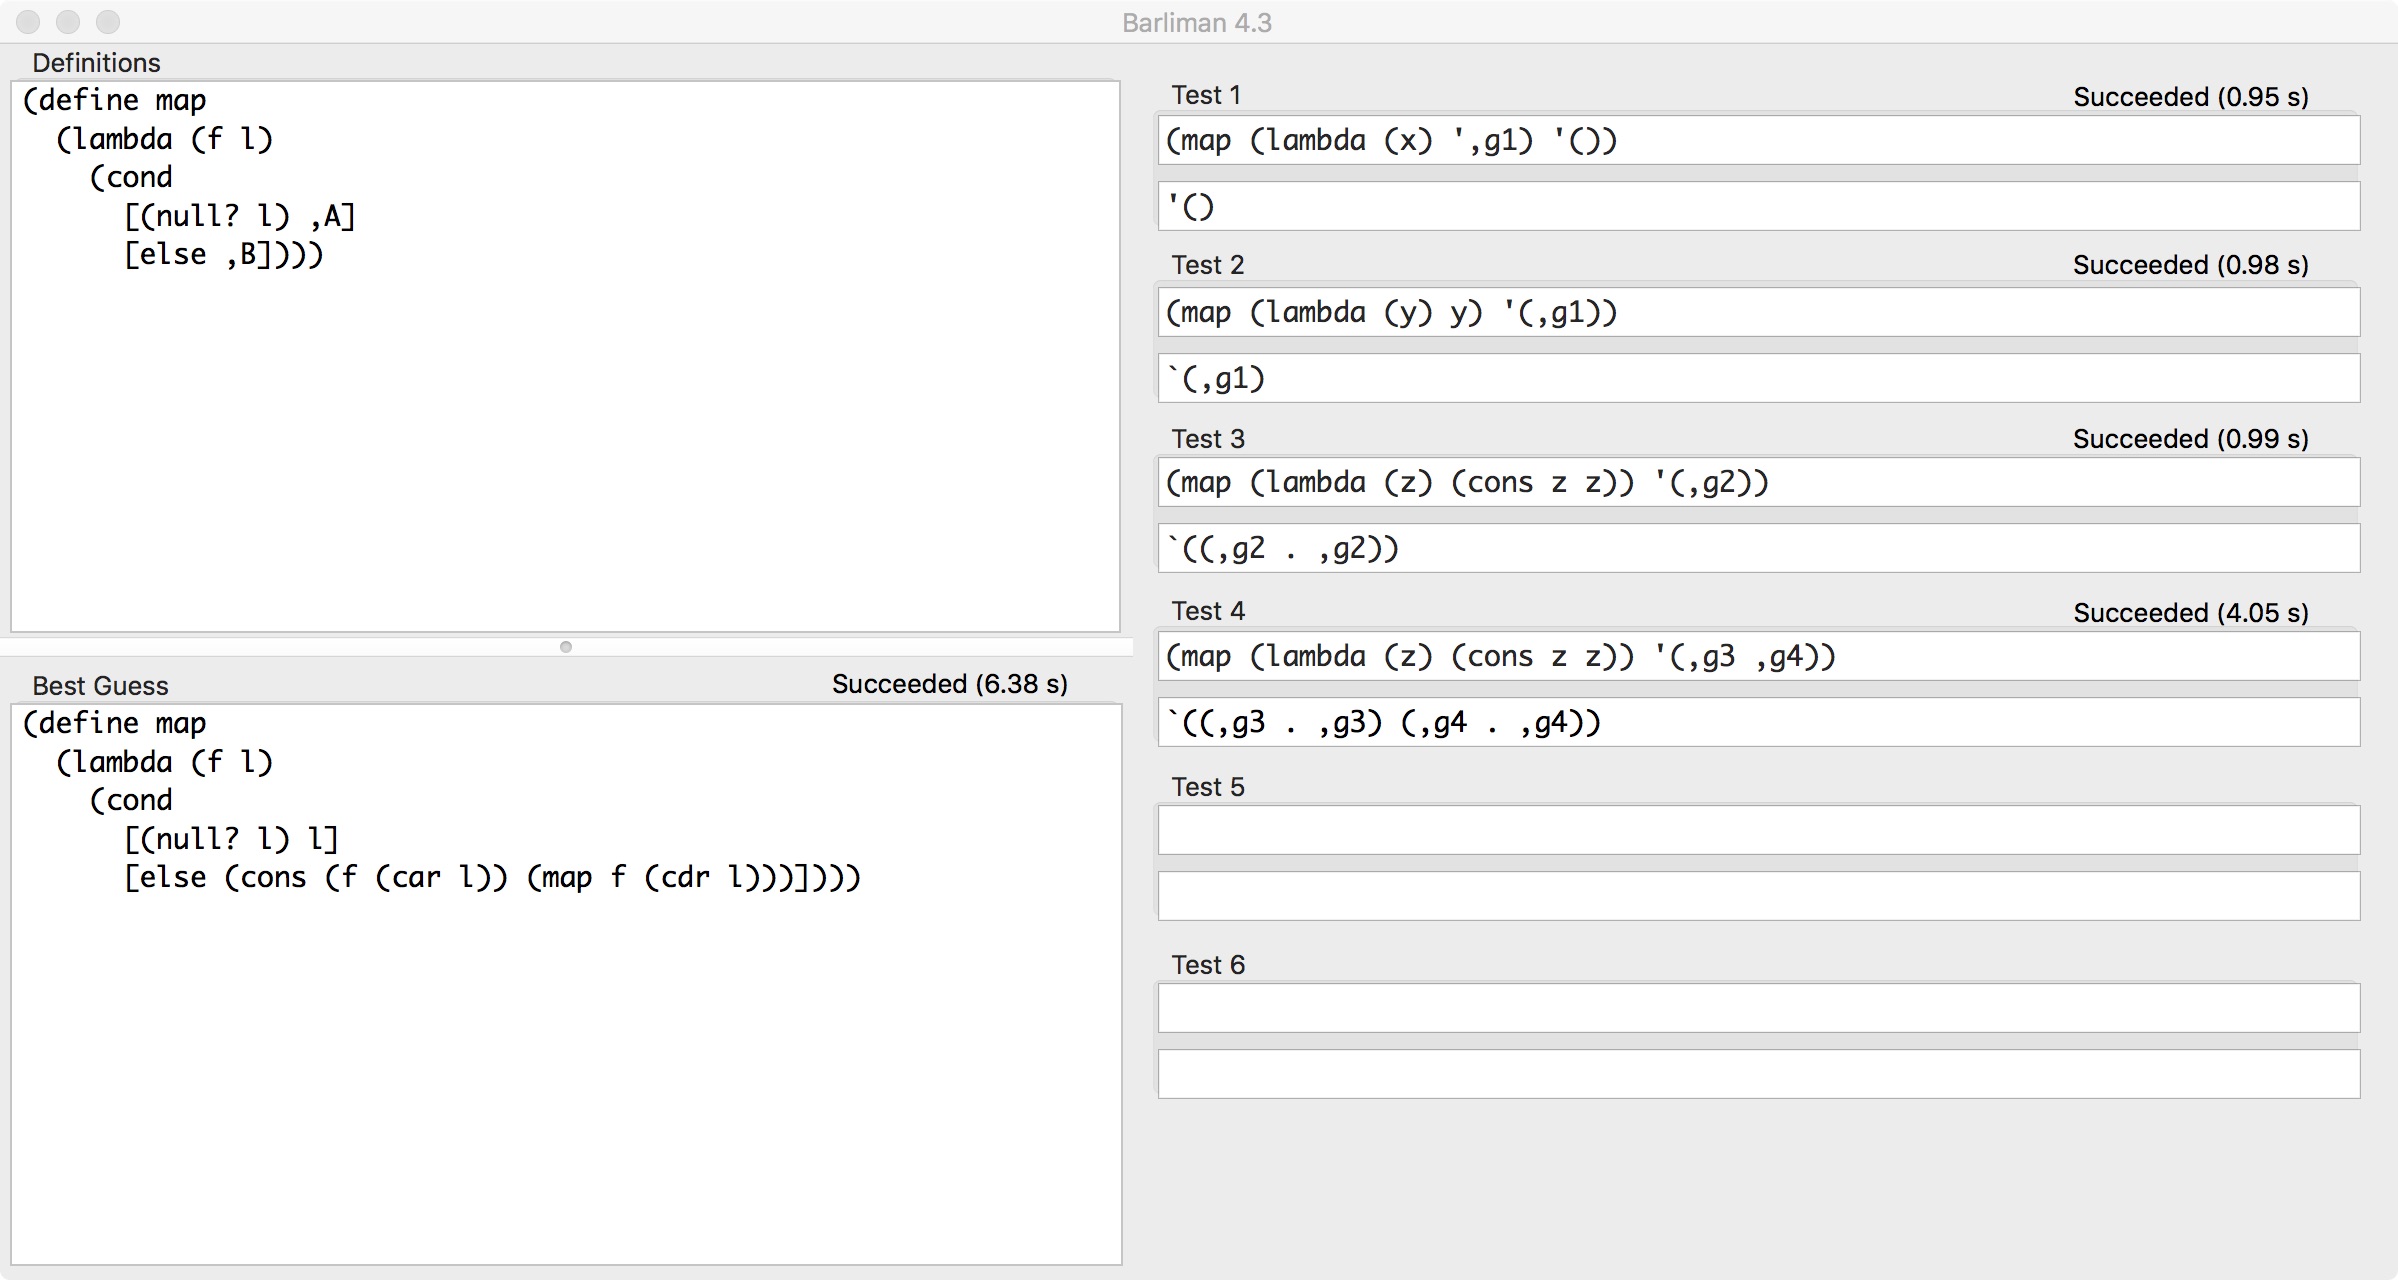 Barliman 4.3
Definitions
(define map
  (lambda (f l)
    (cond
      [(null? l) ,A]
      [else ,B])))
Best Guess
Succeeded (6.38 s)
(define map
  (lambda (f l)
    (cond
      [(null? l) l]
      [else (cons (f (car l)) (map f (cdr l)))])))
Test 1
Succeeded (0.95 s)
(map (lambda (x) ',g1) '())
'()
Test 2
Succeeded (0.98 s)
(map (lambda (y) y) '(,g1))
`(,g1)
Test 3
Succeeded (0.99 s)
(map (lambda (z) (cons z z)) '(,g2))
`((,g2 . ,g2))
Test 4
Succeeded (4.05 s)
(map (lambda (z) (cons z z)) '(,g3 ,g4))
`((,g3 . ,g3) (,g4 . ,g4))
Test 5
Test 6